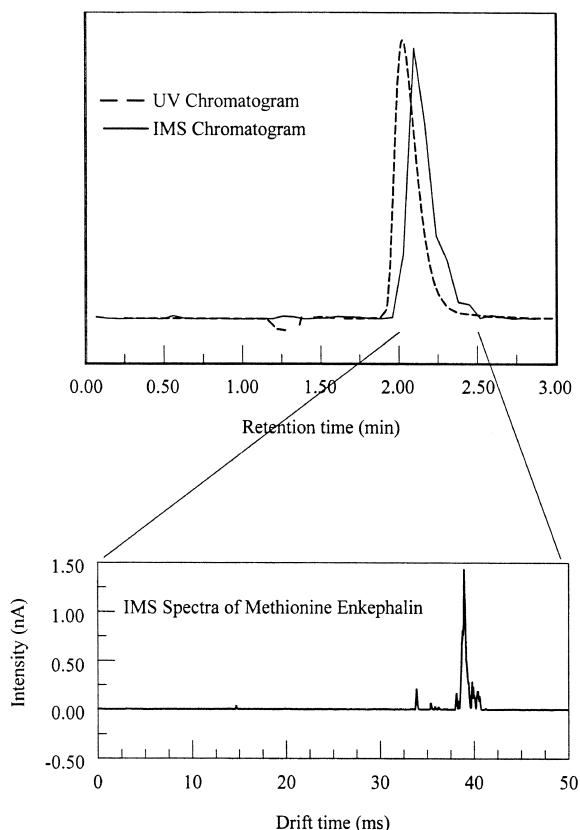 UV Chromatogram
IMS Chromatogram
0.00 0.50 1.00 1.50 2.00 2.50 3.00
Retention time (min)
1.50
1.00
0.50
0.00
-0.50
Intensity (nA)
IMS Spectra of Methionine Enkephalin
0 10 20 30 40 50
Drift time (ms)